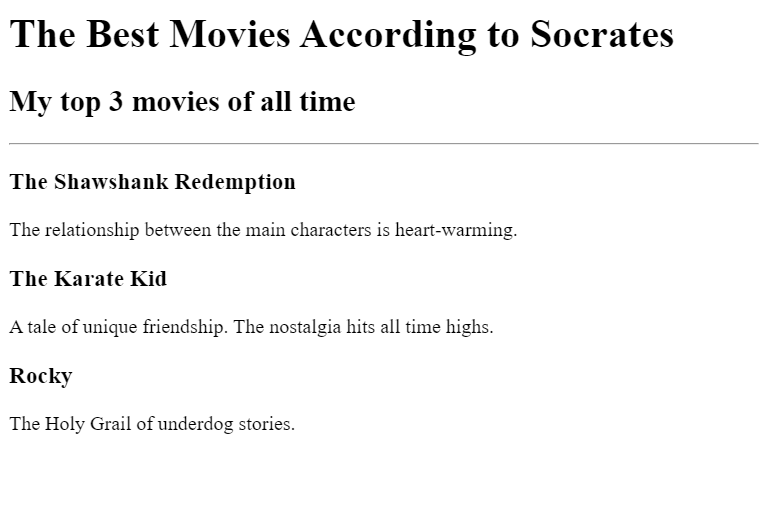 The Best Movies According to Socrates
My top 3 movies of all time
The Shawshank Redemption
The relationship between the main characters is heart-warming.
The Karate Kid
A tale of unique friendship. The nostalgia hits all time highs.
Rocky
The Holy Grail of underdog stories.